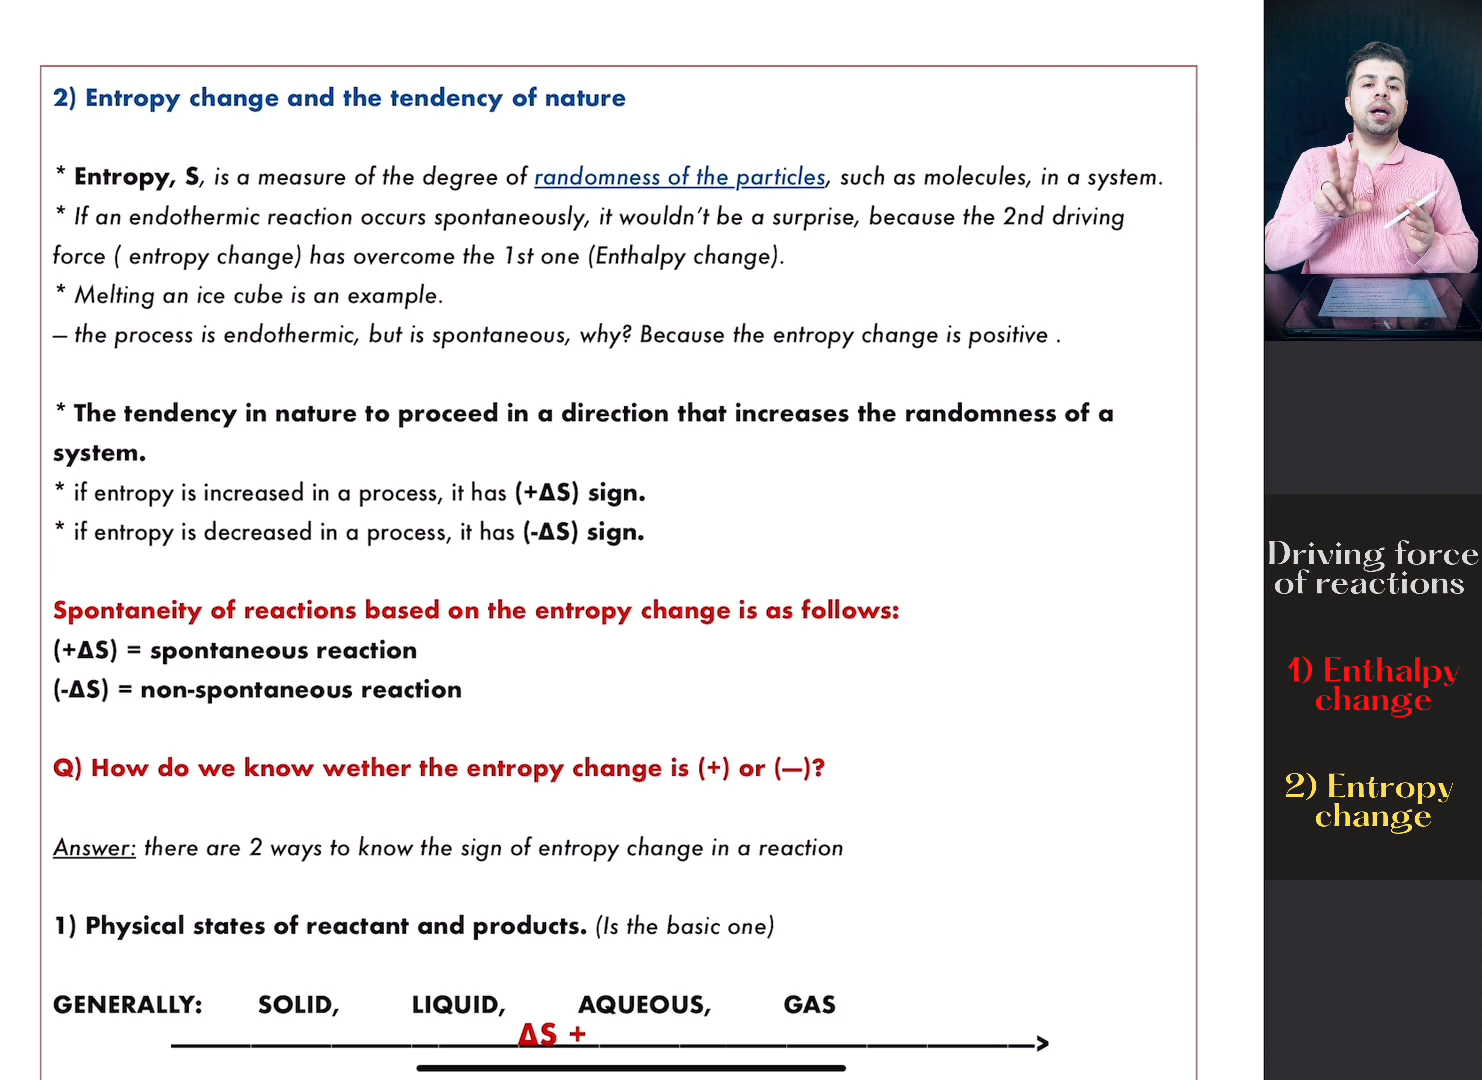 2) Entropy change and the tendency of nature
* Entropy, S, is a measure of the degree of randomness of the particles, such as molecules, in a system.
* If an endothermic reaction occurs spontaneously, it wouldn’t be a surprise, because the 2nd driving
force ( entropy change) has overcome the 1st one (Enthalpy change).
* Melting an ice cube is an example.
– the process is endothermic, but is spontaneous, why? Because the entropy change is positive .
* The tendency in nature to proceed in a direction that increases the randomness of a
system.
* if entropy is increased in a process, it has (+ΔS) sign.
* if entropy is decreased in a process, it has (-ΔS) sign.
Spontaneity of reactions based on the entropy change is as follows:
(+ΔS) = spontaneous reaction
(-ΔS) = non-spontaneous reaction
Q) How do we know wether the entropy change is (+) or (—)?
Answer: there are 2 ways to know the sign of entropy change in a reaction
1) Physical states of reactant and products. (Is the basic one)
GENERALLY: SOLID, LIQUID, AQUEOUS, GAS
ΔS +
Driving force
of reactions
1) Enthalpy
change
2) Entropy
change